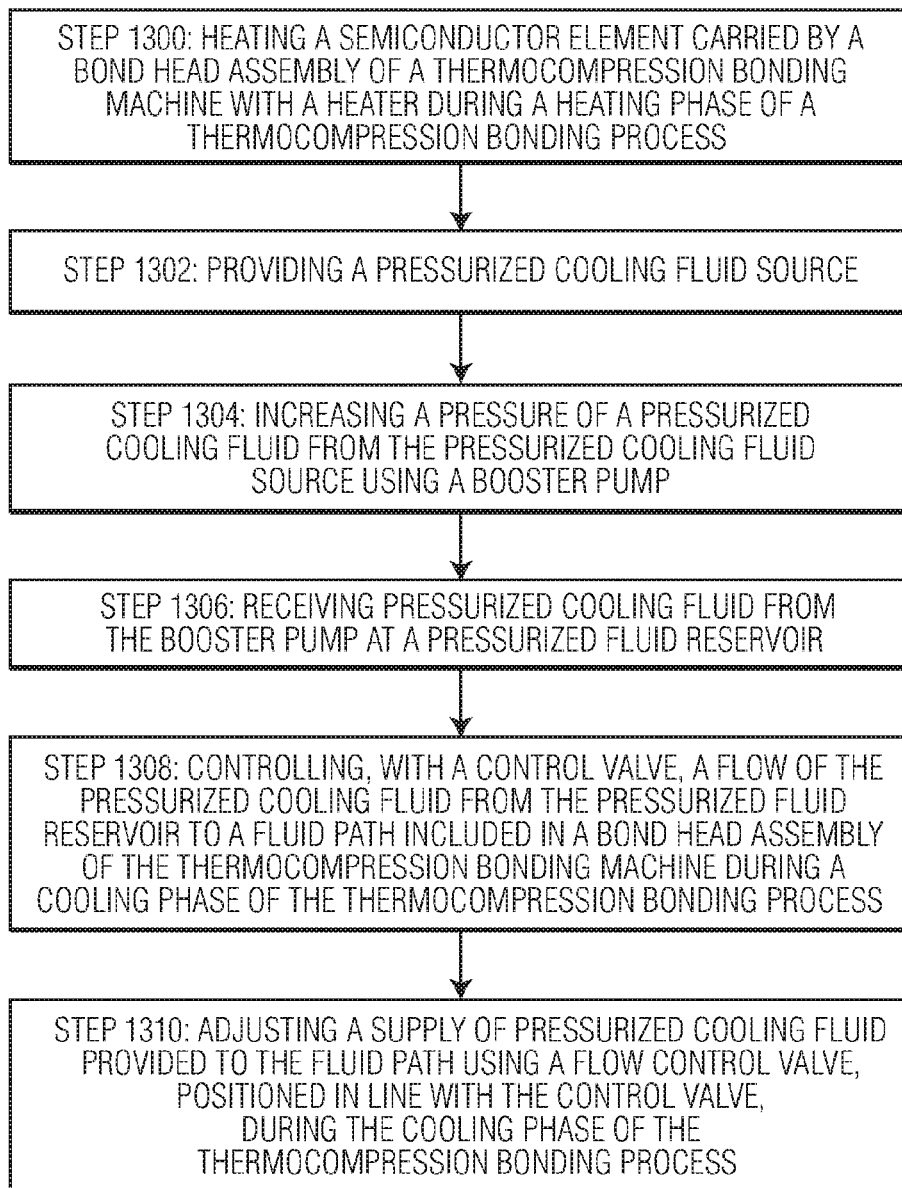 STEP 1300: HEATING A SEMICONDUCTOR ELEMENT CARRIED BY A
BOND HEAD ASSEMBLY OF A THERMOCOMPRESSION BONDING
MACHINE WITH A HEATER DURING A HEATING PHASE OF A
THERMOCOMPRESSION BONDING PROCESS
STEP 1302: PROVIDING A PRESSURIZED COOLING FLUID SOURCE
STEP 1304: INCREASING A PRESSURE OF A PRESSURIZED
COOLING FLUID FROM THE PRESSURIZED COOLING FLUID
SOURCE USING A BOOSTER PUMP
STEP 1306: RECEIVING PRESSURIZED COOLING FLUID FROM
THE BOOSTER PUMP AT A PRESSURIZED FLUID RESERVOIR
STEP 1308: CONTROLLING, WITH A CONTROL VALVE, A FLOW OF THE
PRESSURIZED COOLING FLUID FROM THE PRESSURIZED FLUID
RESERVOIR TO A FLUID PATH INCLUDED IN A BOND HEAD ASSEMBLY
OF THE THERMOCOMPRESSION BONDING MACHINE DURING A
COOLING PHASE OF THE THERMOCOMPRESSION BONDING PROCESS
STEP 1310: ADJUSTING A SUPPLY OF PRESSURIZED COOLING FLUID
PROVIDED TO THE FLUID PATH USING A FLOW CONTROL VALVE,
POSITIONED IN LINE WITH THE CONTROL VALVE,
DURING THE COOLING PHASE OF THE
THERMOCOMPRESSION BONDING PROCESS